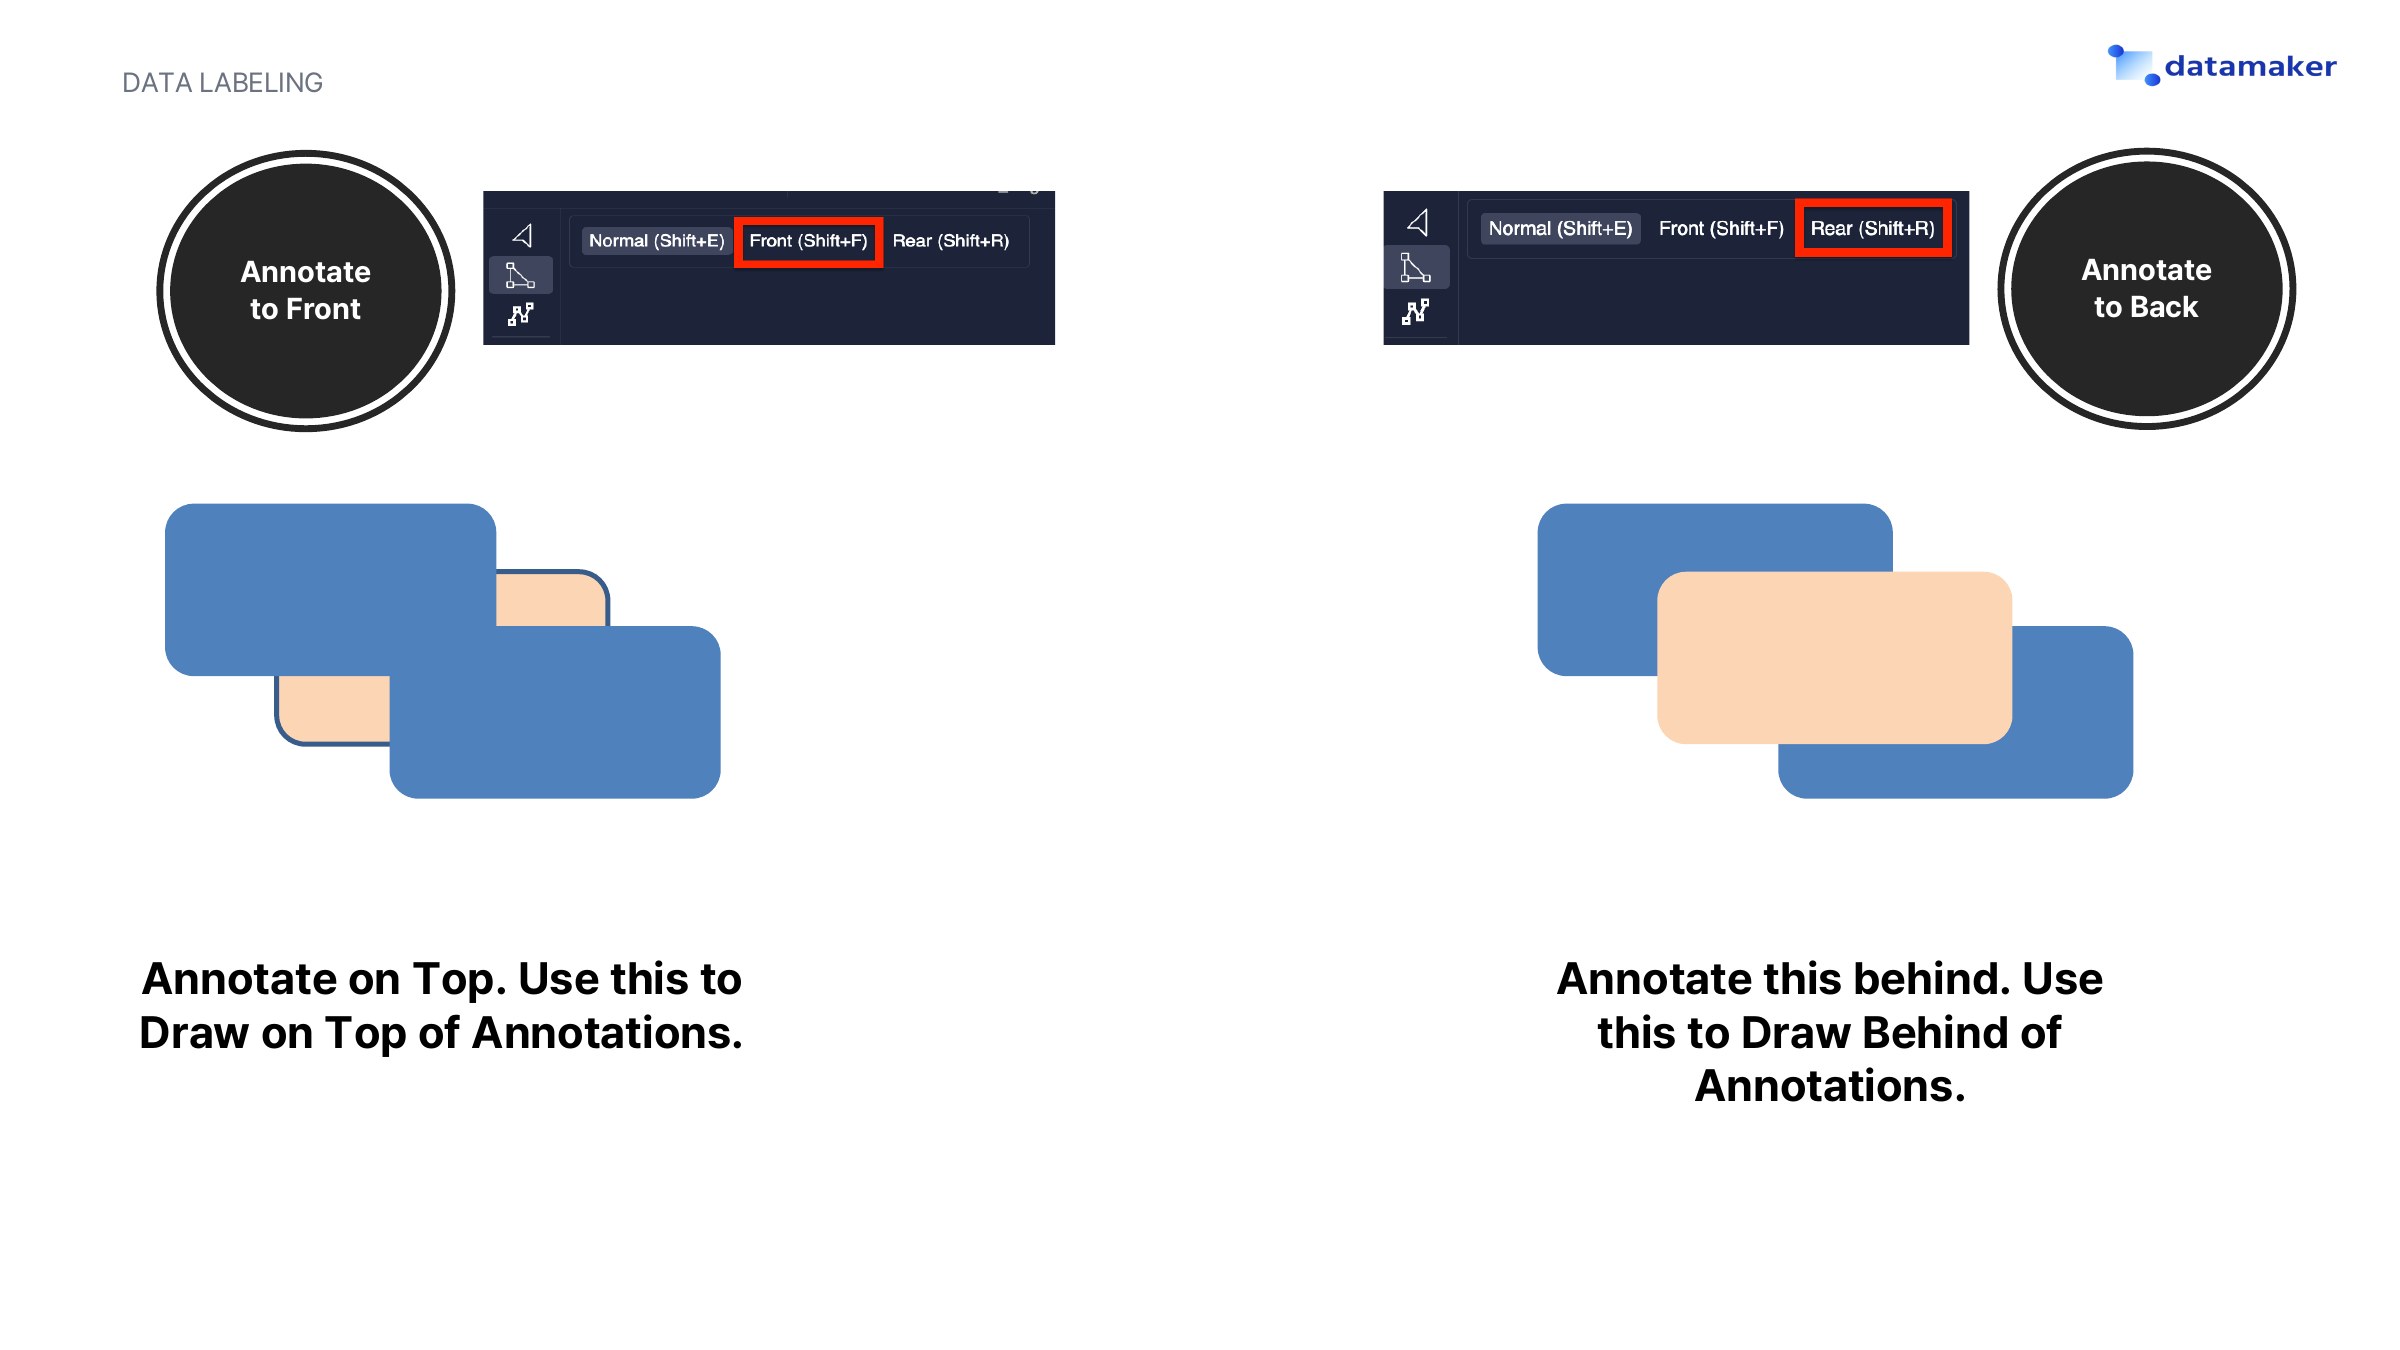 DATA LABELING
datamaker
Annotate
to Front
Normal (Shift+E) Front (Shift+F) Rear (Shift+R)
Normal (Shift+E) Front (Shift+F) Rear (Shift+R)
Annotate
to Back
Annotate on Top. Use this to
Draw on Top of Annotations.
Annotate this behind. Use
this to Draw Behind of
Annotations.